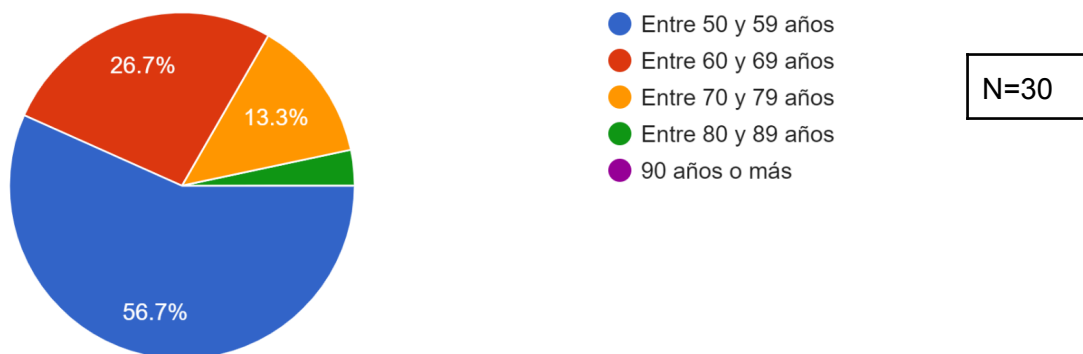 26.7%
13.3%
56.7%
Entre 50 y 59 años
Entre 60 y 69 años
Entre 70 y 79 años
Entre 80 y 89 años
90 años o más
N=30